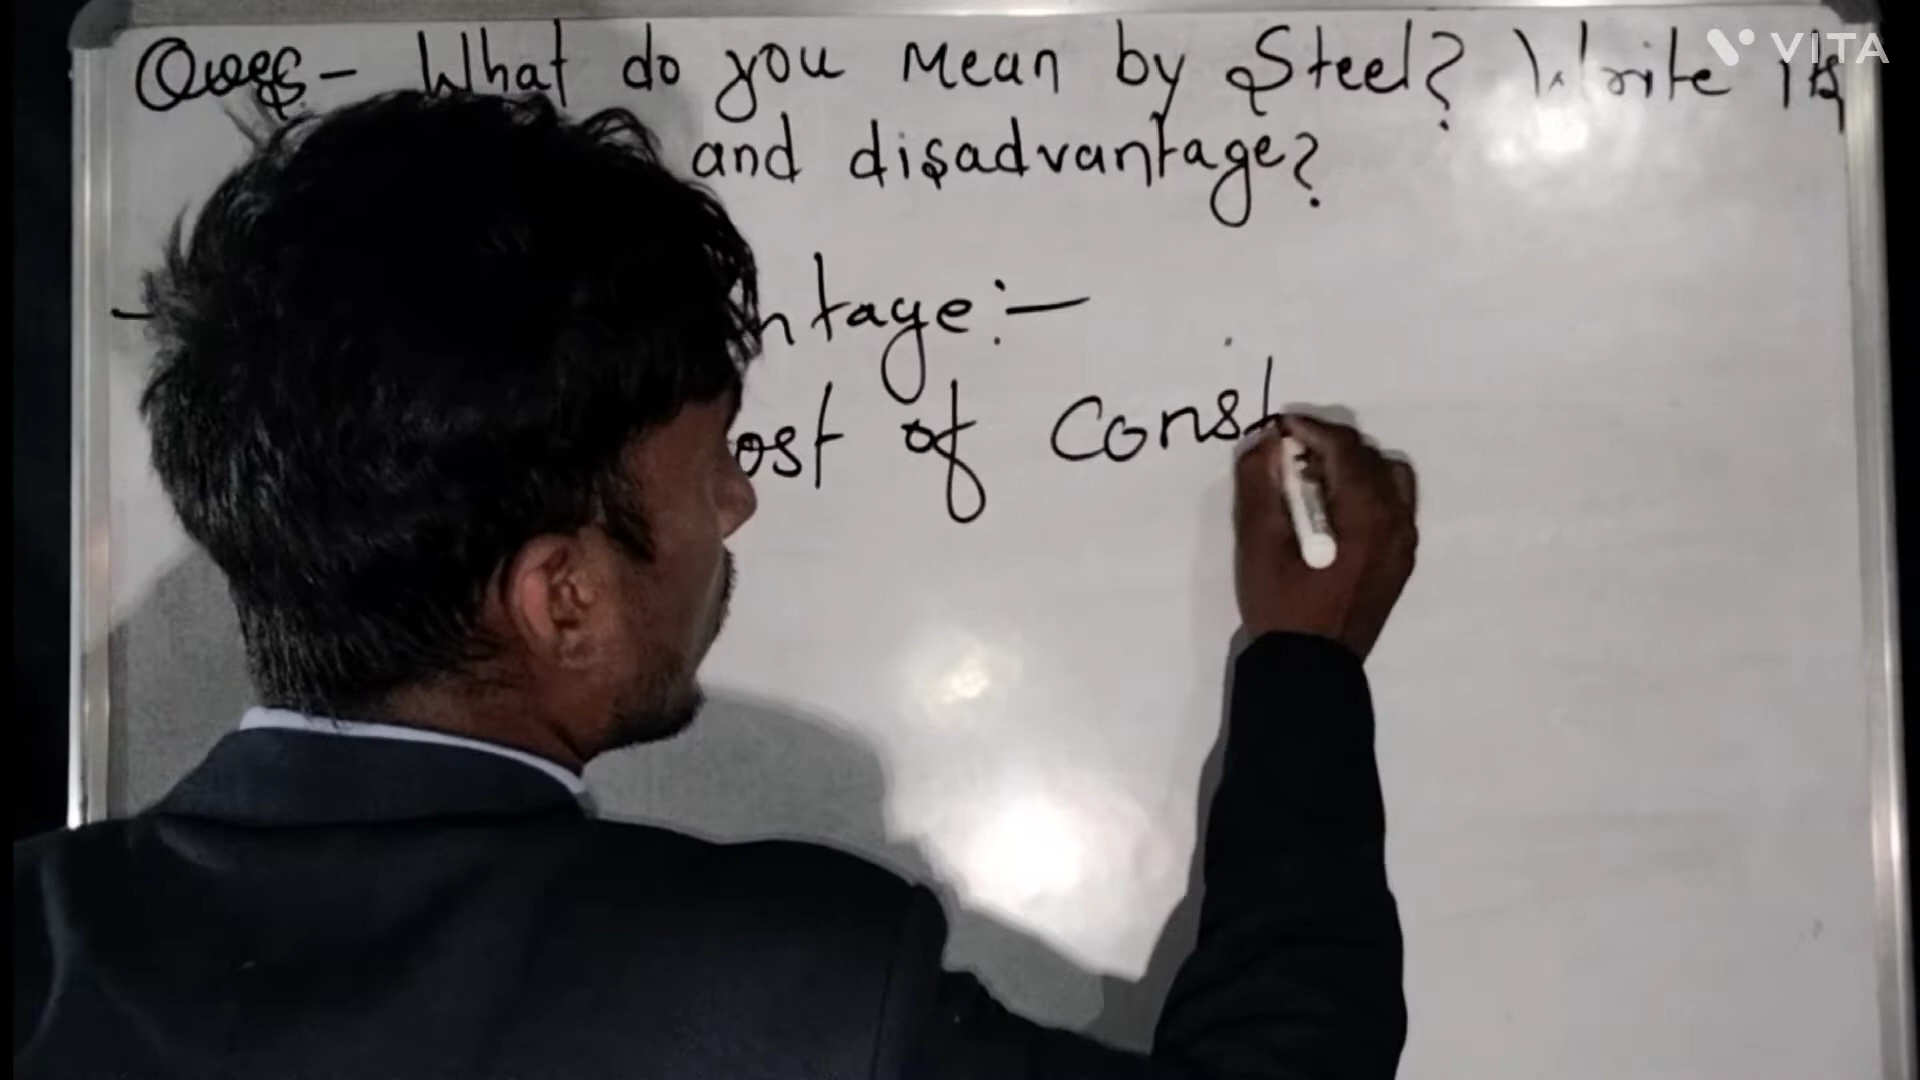 Ques- What do you Mean by Steel? Write its
VITA
and disadvantage?
ntage:-
ost of Const